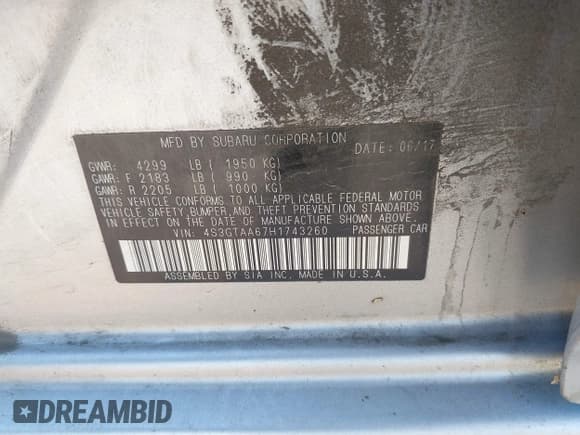 MFD BY SUBARU CORPORATION
DATE: 06/17
GVWR: 4299 LB ( 1950 KG)
GAWR: F 2183 LB ( 990 KG)
GAWR: R 2205 LB ( 1000 KG)
THIS VEHICLE CONFORMS TO ALL APPLICABLE FEDERAL MOTOR
VEHICLE SAFETY, BUMPER, AND THEFT PREVENTION STANDARDS
IN EFFECT ON THE DATE OF MANUFACTURE SHOWN ABOVE.
VIN: 4S3GTAA67H1743260 PASSENGER CAR
ASSEMBLED BY SIA INC. IN U.S.A.
DREAMBID